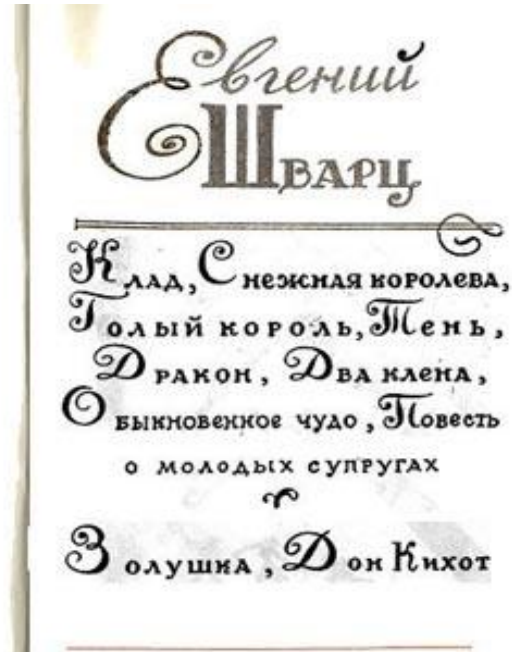 Евгений
Шварц
Клад, Снежная королева,
Голый король, Тень,
Дракон, Два клена,
Обыкновенное чудо, Повесть
о молодых супругах
Золушка, Дон Кихот